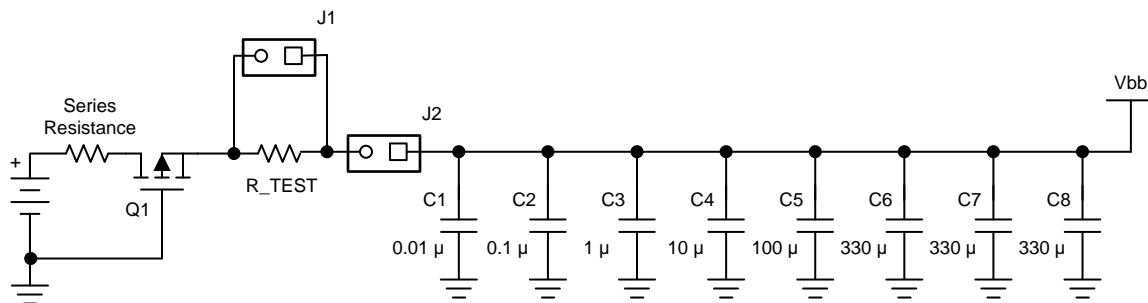 J1
Vbb
Series
Resistance
J2
+
R_TEST
Q1
C1
C2
C3
C4
C5
C6
C7
C8
0.01 µ
0.1 µ
1 µ
10 µ
100 µ
330 µ
330 µ
330 µ